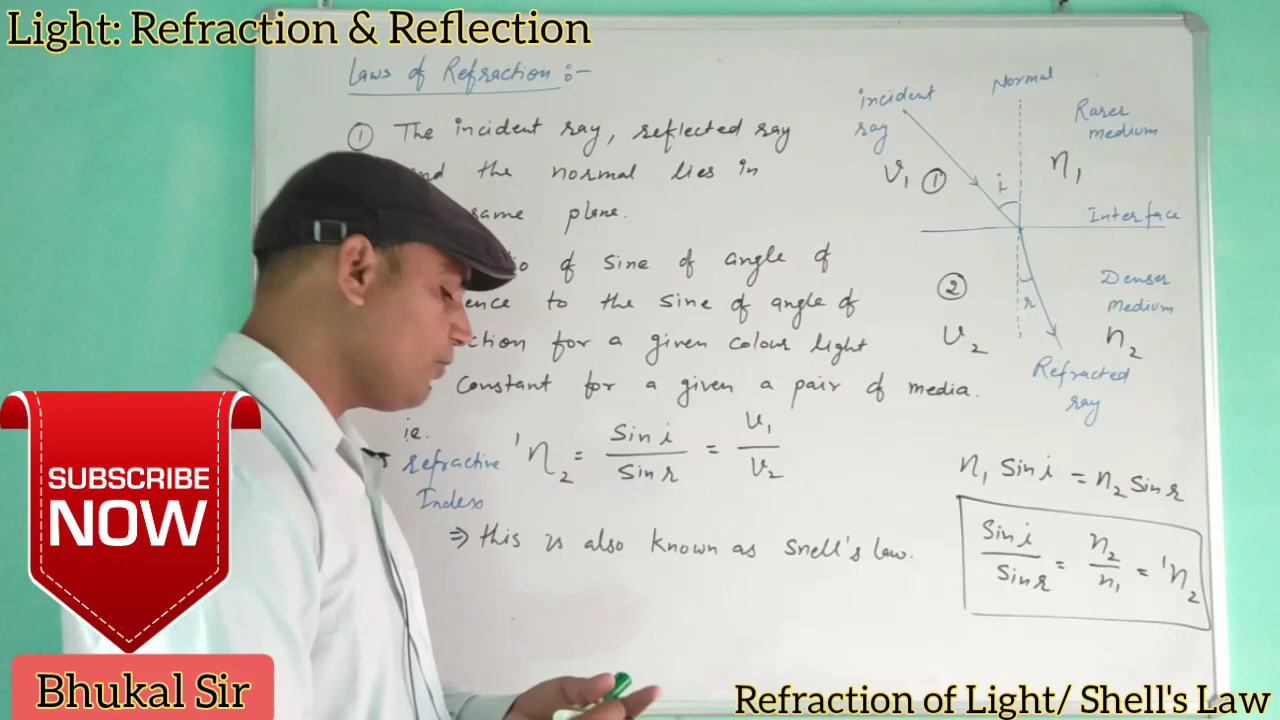 Light: Refraction & Reflection
Laws of Refraction :-
① The incident ray, reflected ray
the normal lies in
same plane.
of Sine of angle of
to the Sine of angle of
for a given colour light
Constant for a given a pair of media.
ie.
refractive
Index
¹n₂ = Sin i / Sin r = v₁ / v₂
⇒ this is also known as Snell's law.
Normal
incident
ray
Rarer
medium
v₁ ①
i
n₁
Interface
②
r
Denser
medium
v₂
n₂
Refracted
ray
n₁ Sin i = n₂ Sin r
Sin i / Sin r = n₂ / n₁ = ¹n₂
SUBSCRIBE
NOW
Bhukal Sir
Refraction of Light/ Shell's Law